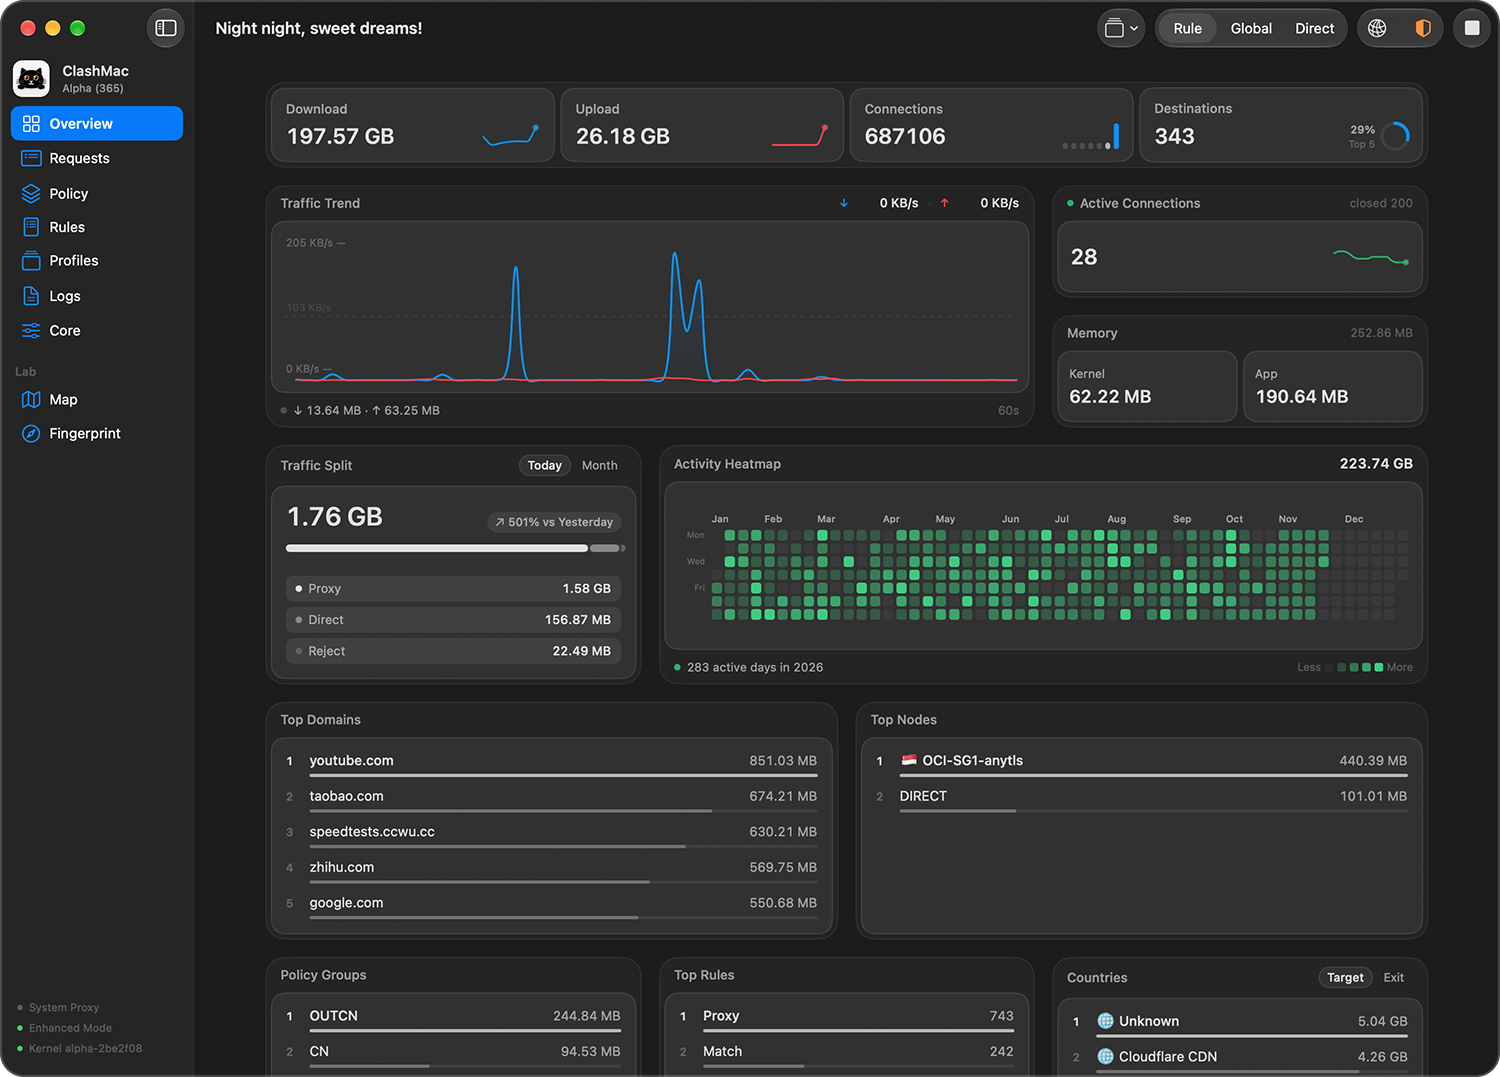 Night night, sweet dreams!
Rule Global Direct
ClashMac
Alpha (365)
Overview
Requests
Policy
Rules
Profiles
Logs
Core
Lab
Map
Fingerprint
System Proxy
Enhanced Mode
Kernel alpha-2be2f08
Download
197.57 GB
Upload
26.18 GB
Connections
687106
Destinations
343
29%
Top 5
Traffic Trend
↓ 0 KB/s · ↑ 0 KB/s
205 KB/s
103 KB/s
0 KB/s
↓ 13.64 MB · ↑ 63.25 MB
60s
Active Connections
closed 200
28
Memory
252.86 MB
Kernel
62.22 MB
App
190.64 MB
Traffic Split
Today Month
1.76 GB
↗ 501% vs Yesterday
Proxy 1.58 GB
Direct 156.87 MB
Reject 22.49 MB
Activity Heatmap
223.74 GB
Jan Feb Mar Apr May Jun Jul Aug Sep Oct Nov Dec
Mon
Wed
Fri
283 active days in 2026
Less More
Top Domains
1 youtube.com 851.03 MB
2 taobao.com 674.21 MB
3 speedtests.ccwu.cc 630.21 MB
4 zhihu.com 569.75 MB
5 google.com 550.68 MB
Top Nodes
1 🇸🇬 OCI-SG1-anytls 440.39 MB
2 DIRECT 101.01 MB
Policy Groups
1 OUTCN 244.84 MB
2 CN 94.53 MB
Top Rules
1 Proxy 743
2 Match 242
Countries
Target Exit
1 Unknown 5.04 GB
2 Cloudflare CDN 4.26 GB